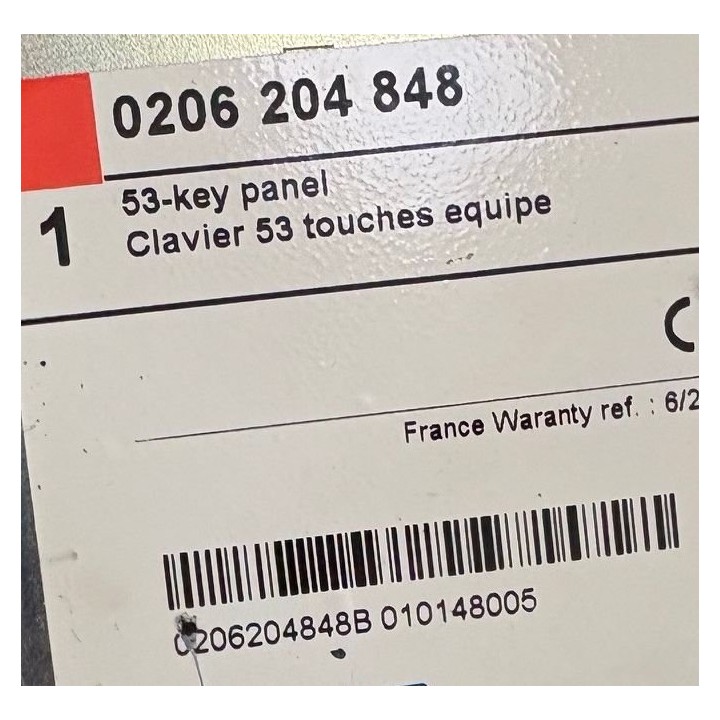 0206 204 848
53-key panel
1
Clavier 53 touches equipe
C
France Waranty ref. : 6/2
0206204848B 010148005